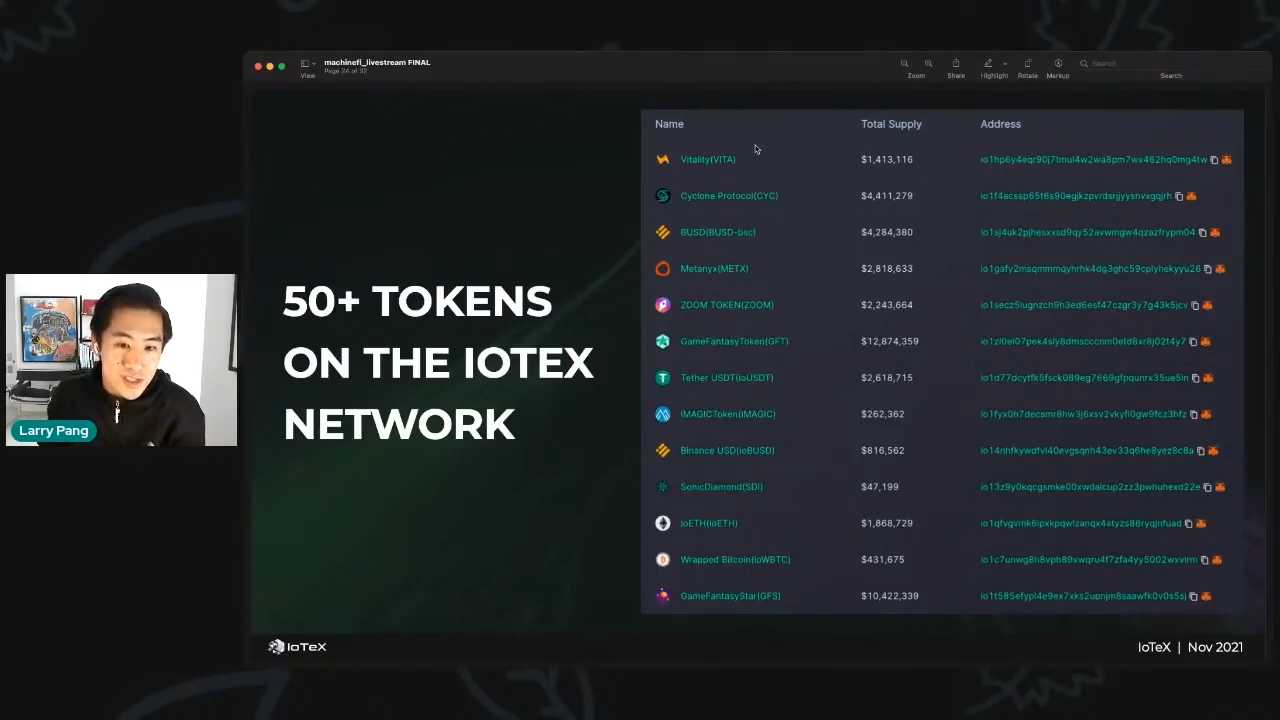 machinefi_livestream FINAL
Page 24 of 32
View
Zoom
Share
Highlight
Rotate
Markup
Search
Search
Name Total Supply Address
Vitality(VITA) $1,413,116
Cyclone Protocol(CYC) $4,411,279
BUSD(BUSD-bsc) $4,284,380
Metanyx(METX) $2,818,633
ZOOM TOKEN(ZOOM) $2,243,664
GameFantasyToken(GFT) $12,874,359
Tether USDT(ioUSDT) $2,618,715
iMAGICToken(iMAGIC) $262,362
Binance USD(ioBUSD) $816,562
SonicDiamond(SDI) $47,199
ioETH(ioETH) $1,868,729
Wrapped Bitcoin(ioWBTC) $431,675
GameFantasyStar(GFS) $10,422,339
50+ TOKENS
ON THE IOTEX
NETWORK
Larry Pang
IoTeX
IoTeX | Nov 2021